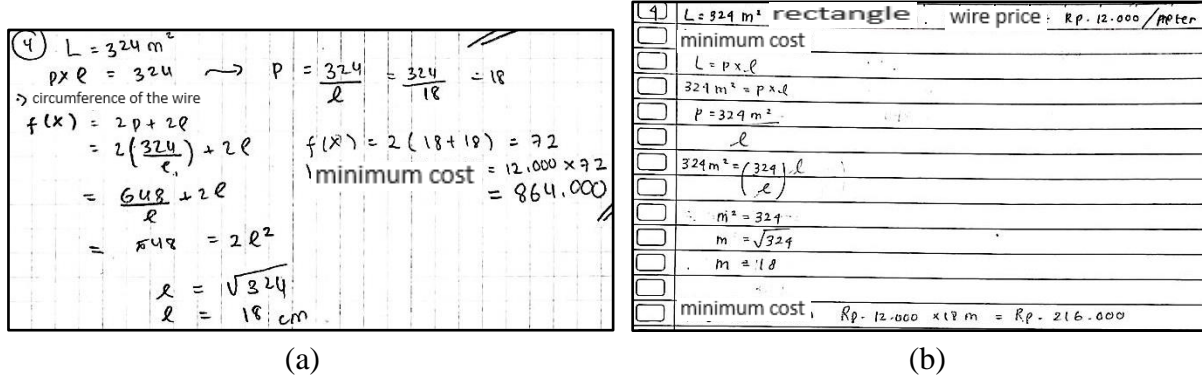 4 L = 324 m²
p x l = 324 ⤳ p = 324/l = 324/18 = 18
circumference of the wire
f(x) = 2p + 2l
= 2(324/l) + 2l
f(x) = 2(18+18) = 72
minimum cost = 12.000 x 72
= 864.000
= 648/l + 2l
= 648 = 2l²
l = √324
l = 18 cm
(a)
4 L = 324 m² rectangle . wire price : Rp. 12.000 / meter
minimum cost
L = p x l
324 m² = p x l
p = 324 m²
l
324 m² = (324/l) l
m² = 324
m = √324
m = 18
minimum cost , Rp. 12.000 x 18 m = Rp. 216.000
(b)